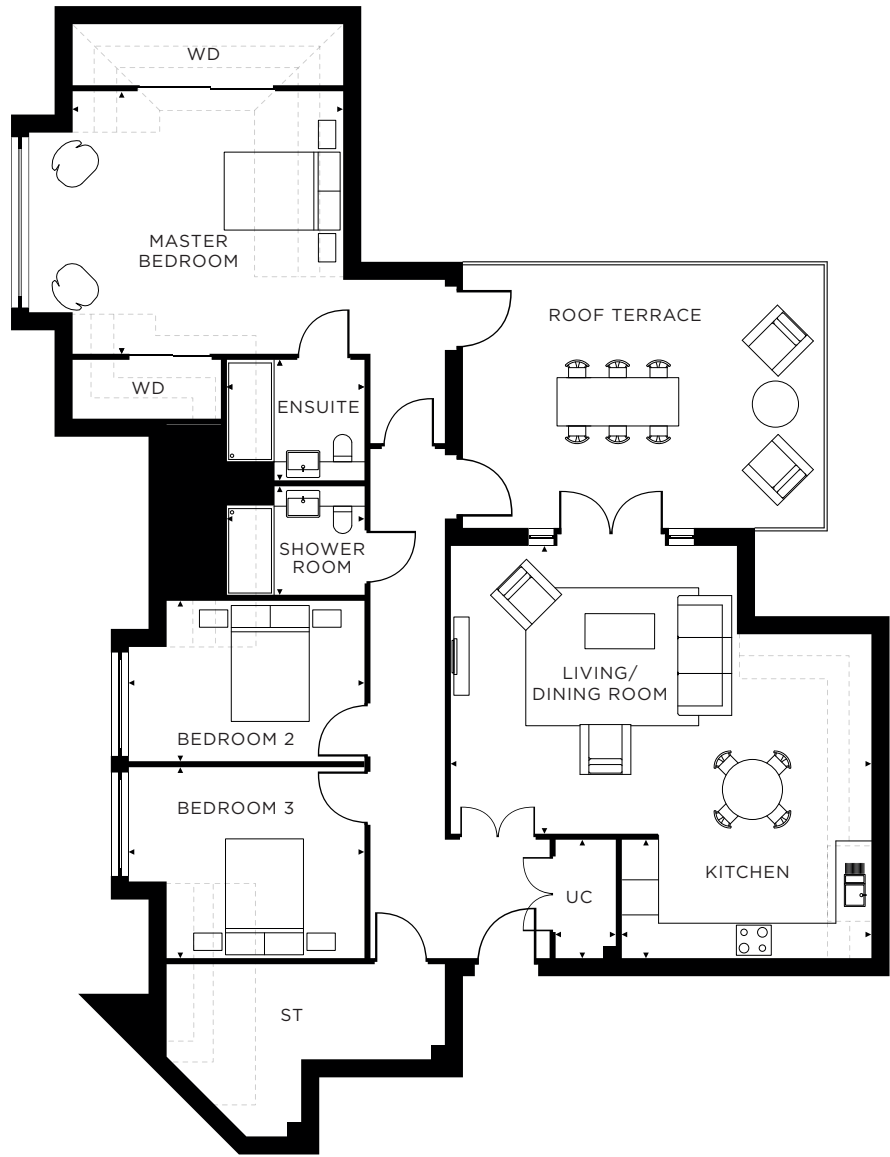 WD
MASTER
BEDROOM
ROOF TERRACE
WD
ENSUITE
SHOWER
ROOM
LIVING/
DINING ROOM
BEDROOM 2
BEDROOM 3
KITCHEN
UC
ST